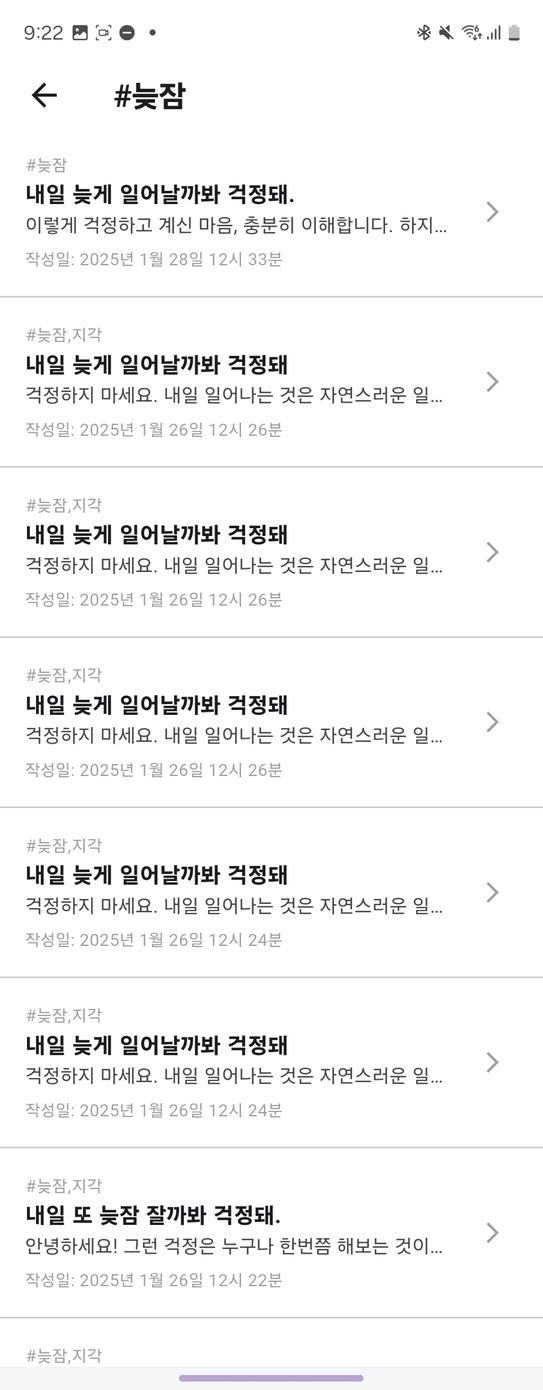 9:22
#늦잠
#늦잠
내일 늦게 일어날까봐 걱정돼.
이렇게 걱정하고 계신 마음, 충분히 이해합니다. 하지...
작성일: 2025년 1월 28일 12시 33분
#늦잠,지각
내일 늦게 일어날까봐 걱정돼
걱정하지 마세요. 내일 일어나는 것은 자연스러운 일...
작성일: 2025년 1월 26일 12시 26분
#늦잠,지각
내일 늦게 일어날까봐 걱정돼
걱정하지 마세요. 내일 일어나는 것은 자연스러운 일...
작성일: 2025년 1월 26일 12시 26분
#늦잠,지각
내일 늦게 일어날까봐 걱정돼
걱정하지 마세요. 내일 일어나는 것은 자연스러운 일...
작성일: 2025년 1월 26일 12시 26분
#늦잠,지각
내일 늦게 일어날까봐 걱정돼
걱정하지 마세요. 내일 일어나는 것은 자연스러운 일...
작성일: 2025년 1월 26일 12시 24분
#늦잠,지각
내일 늦게 일어날까봐 걱정돼
걱정하지 마세요. 내일 일어나는 것은 자연스러운 일...
작성일: 2025년 1월 26일 12시 24분
#늦잠,지각
내일 또 늦잠 잘까봐 걱정돼.
안녕하세요! 그런 걱정은 누구나 한번쯤 해보는 것이...
작성일: 2025년 1월 26일 12시 22분
#늦잠,지각